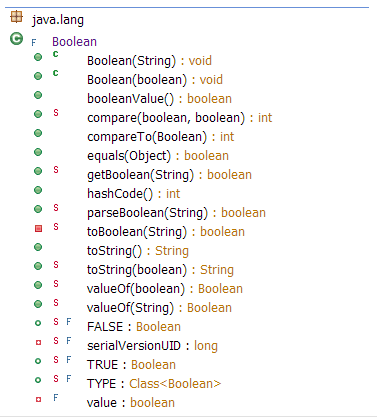 java.lang
C F Boolean
C Boolean(String) : void
C Boolean(boolean) : void
booleanValue() : boolean
S compare(boolean, boolean) : int
compareTo(Boolean) : int
equals(Object) : boolean
S getBoolean(String) : boolean
hashCode() : int
S parseBoolean(String) : boolean
S toBoolean(String) : boolean
toString() : String
S toString(boolean) : String
S valueOf(boolean) : Boolean
S valueOf(String) : Boolean
S F FALSE : Boolean
S F serialVersionUID : long
S F TRUE : Boolean
S F TYPE : Class<Boolean>
F value : boolean